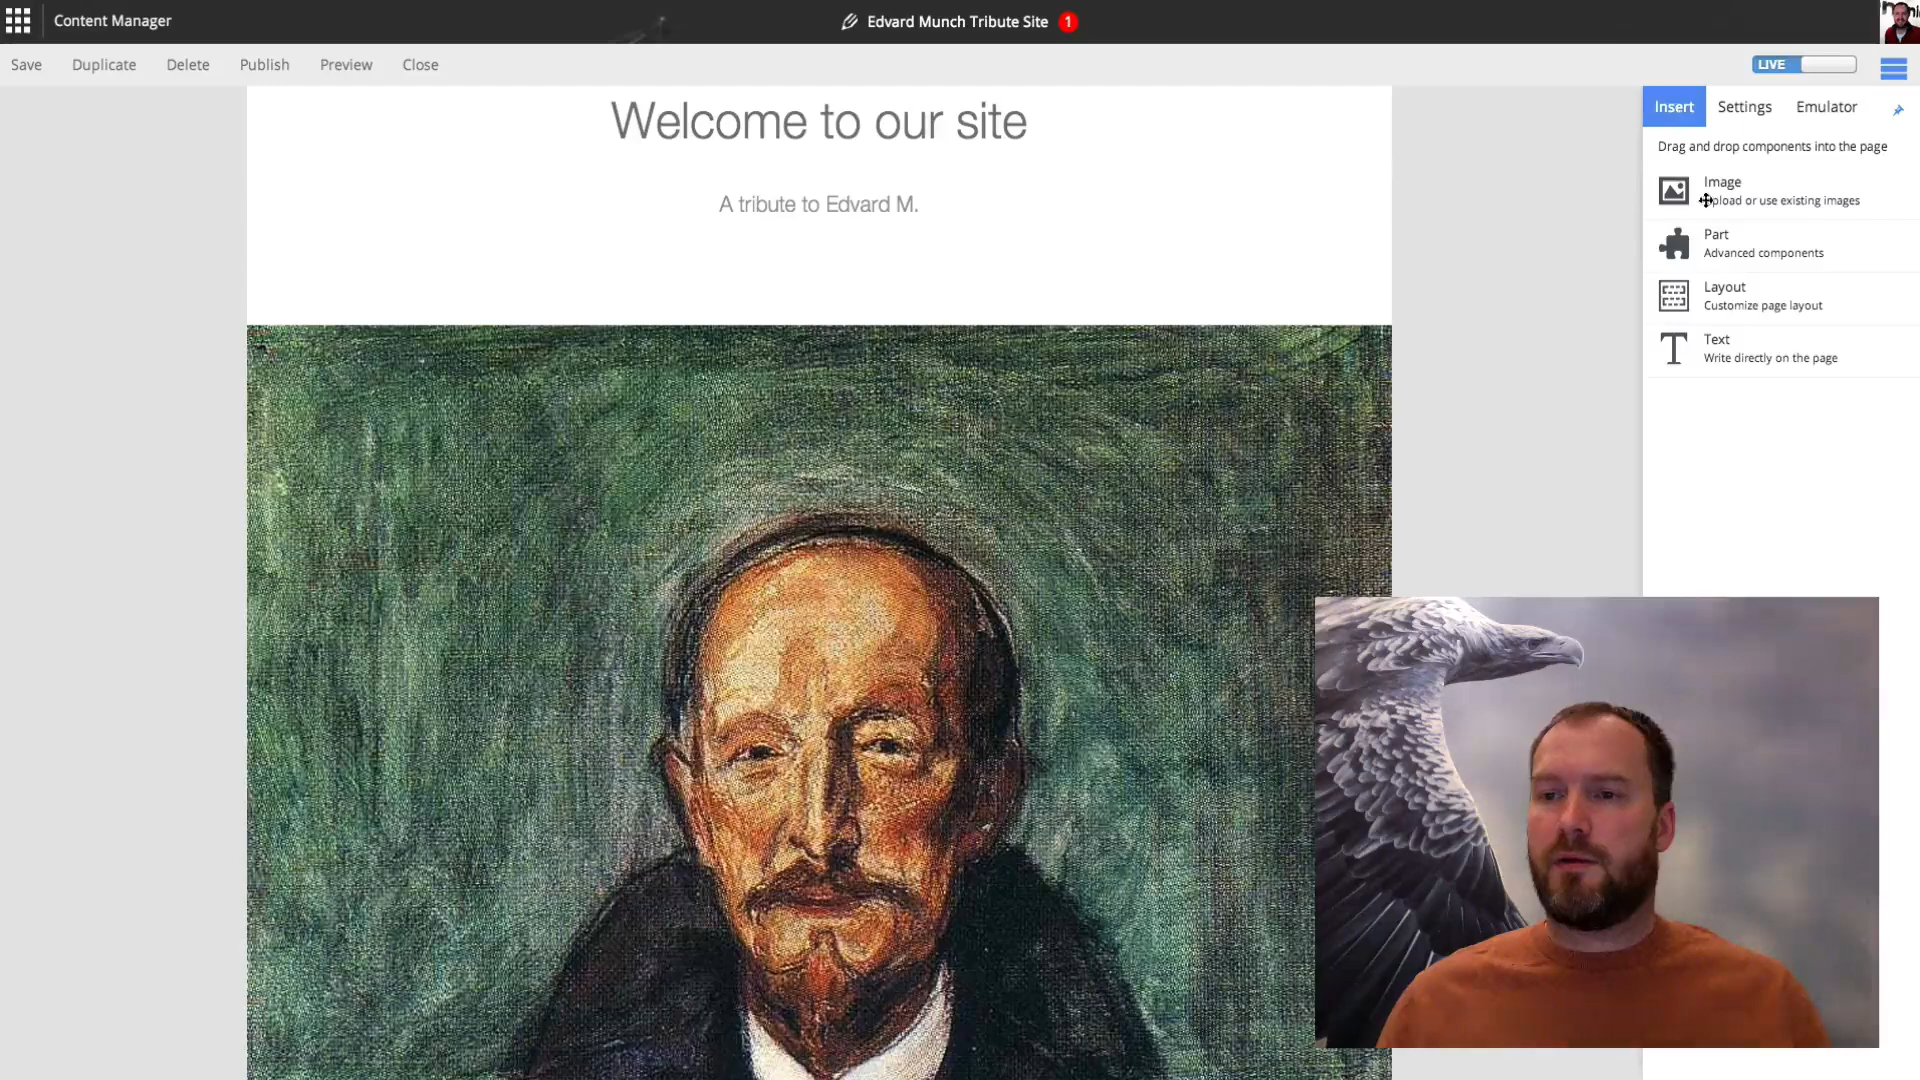 Content Manager
Edvard Munch Tribute Site 1
Save Duplicate Delete Publish Preview Close
LIVE
Welcome to our site
A tribute to Edvard M.
Insert Settings Emulator
Drag and drop components into the page
Image
pload or use existing images
Part
Advanced components
Layout
Customize page layout
Text
Write directly on the page